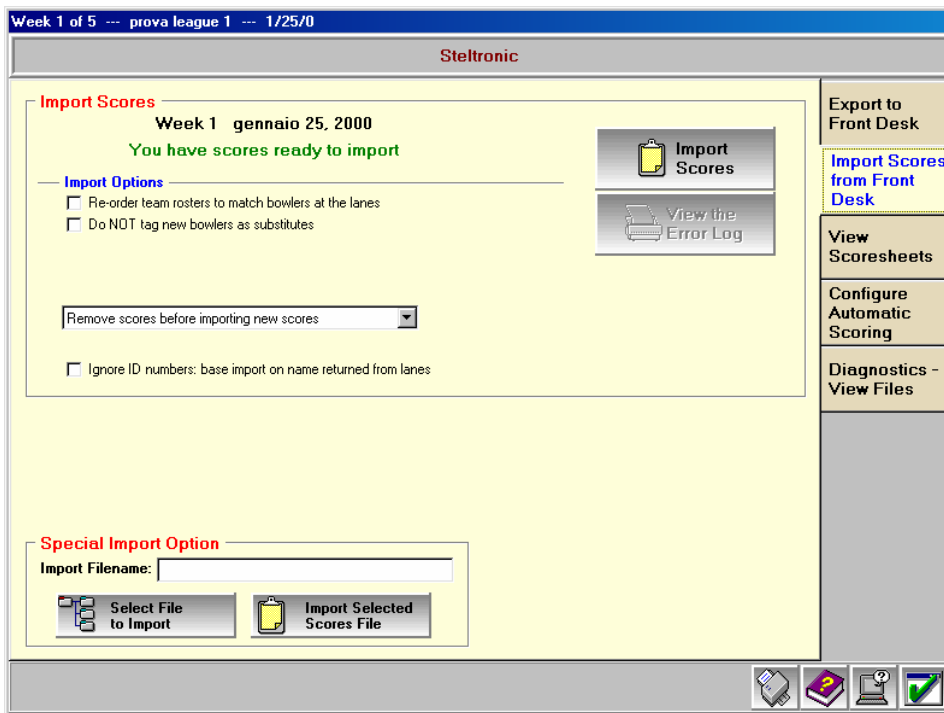 Week 1 of 5 --- prova league 1 --- 1/25/0
Steltronic
Import Scores
Week 1 gennaio 25, 2000
You have scores ready to import
Import Options
Re-order team rosters to match bowlers at the lanes
Do NOT tag new bowlers as substitutes
Remove scores before importing new scores
Ignore ID numbers: base import on name returned from lanes
Import
Scores
View the
Error Log
Special Import Option
Import Filename:
Select File
to Import
Import Selected
Scores File
Export to
Front Desk
Import Scores
from Front
Desk
View
Scoresheets
Configure
Automatic
Scoring
Diagnostics -
View Files